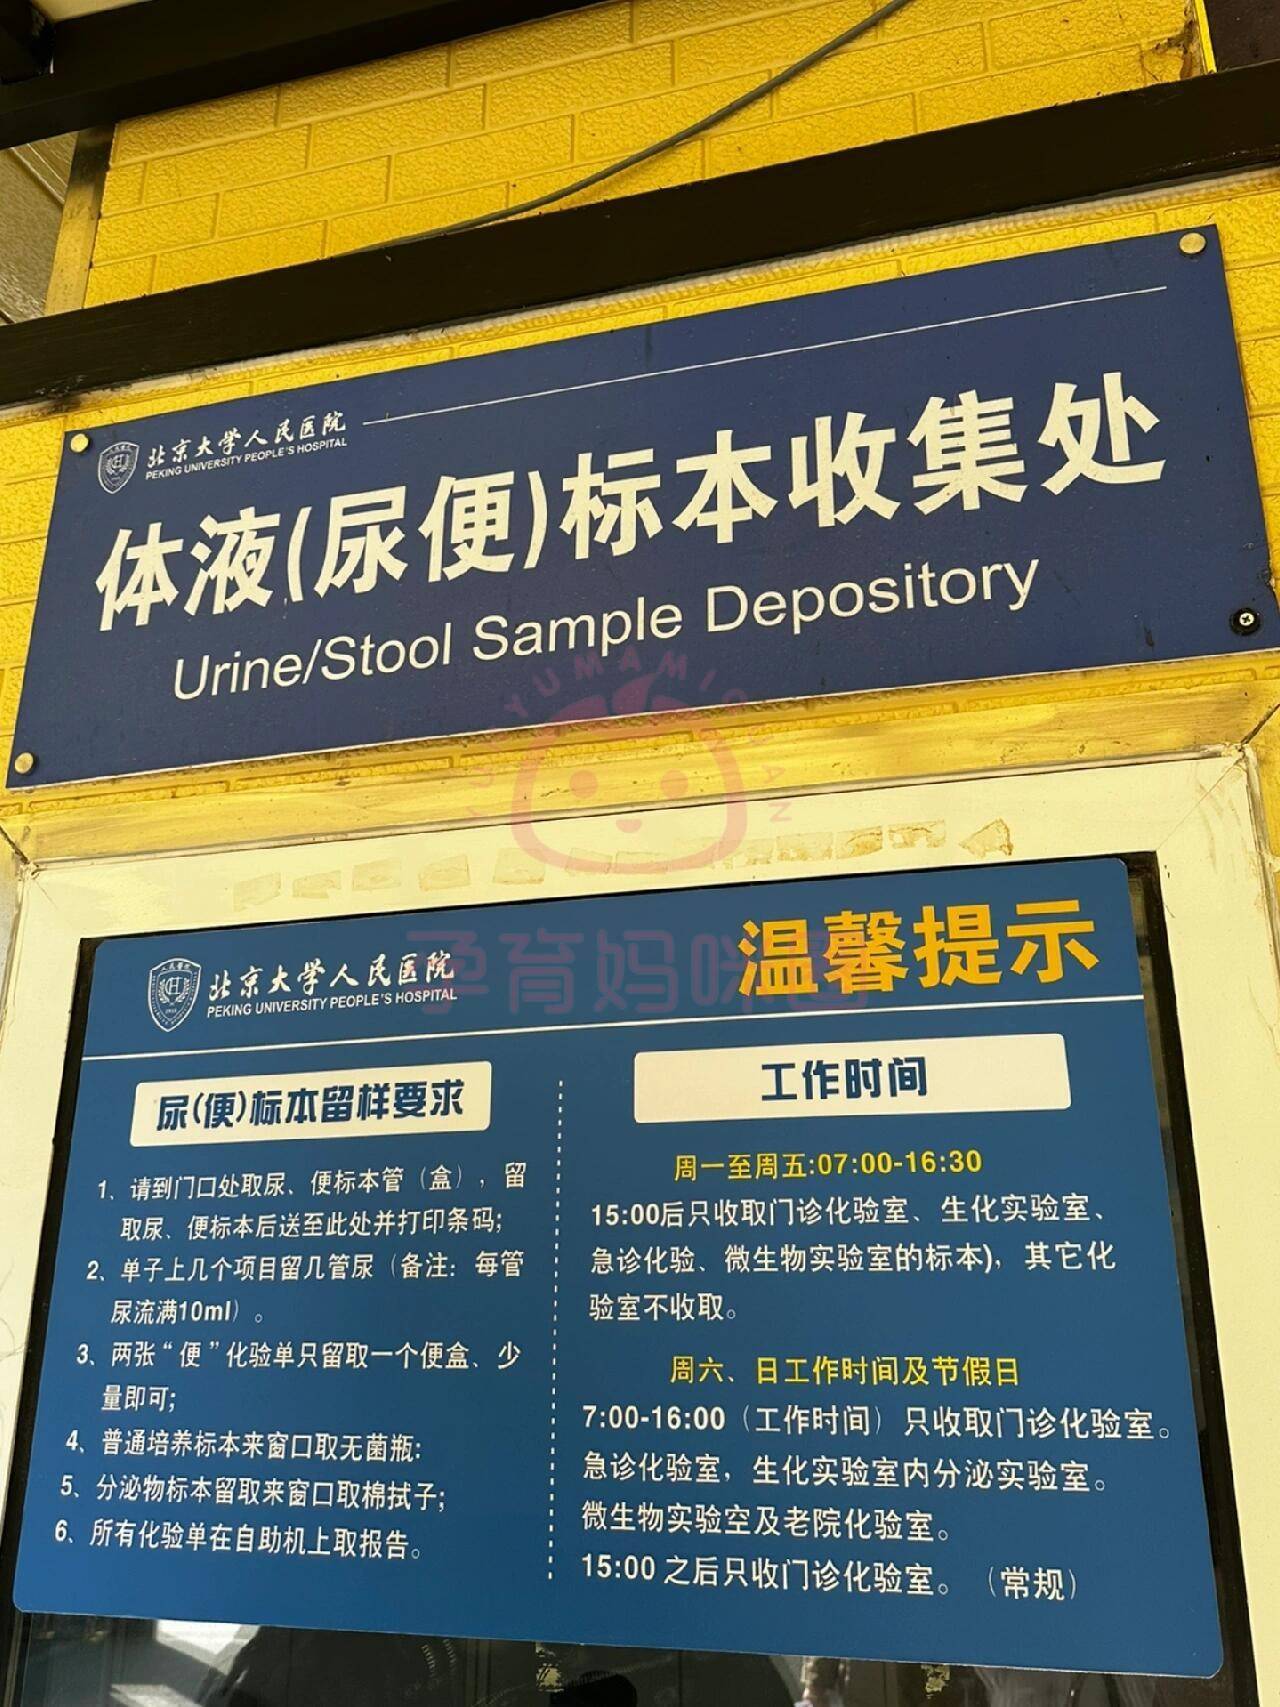 北京大学人民医院
PEKING UNIVERSITY PEOPLE'S HOSPITAL
体液(尿便)标本收集处
Urine/Stool Sample Depository
孕育妈咪圈
北京大学人民医院
PEKING UNIVERSITY PEOPLE'S HOSPITAL
温馨提示
尿(便)标本留样要求
1、请到门口处取尿、便标本管（盒），留
取尿、便标本后送至此处并打印条码；
2、单子上几个项目留几管尿（备注：每管
尿流满10ml）。
3、两张“便”化验单只留取一个便盒、少
量即可；
4、普通培养标本来窗口取无菌瓶：
5、分泌物标本留取来窗口取棉拭子；
6、所有化验单在自助机上取报告。
工作时间
周一至周五:07:00-16:30
15:00后只收取门诊化验室、生化实验室、
急诊化验、微生物实验室的标本)，其它化
验室不收取。
周六、日工作时间及节假日
7:00-16:00（工作时间）只收取门诊化验室。
急诊化验室，生化实验室内分泌实验室。
微生物实验空及老院化验室。
15:00 之后只收门诊化验室。（常规）